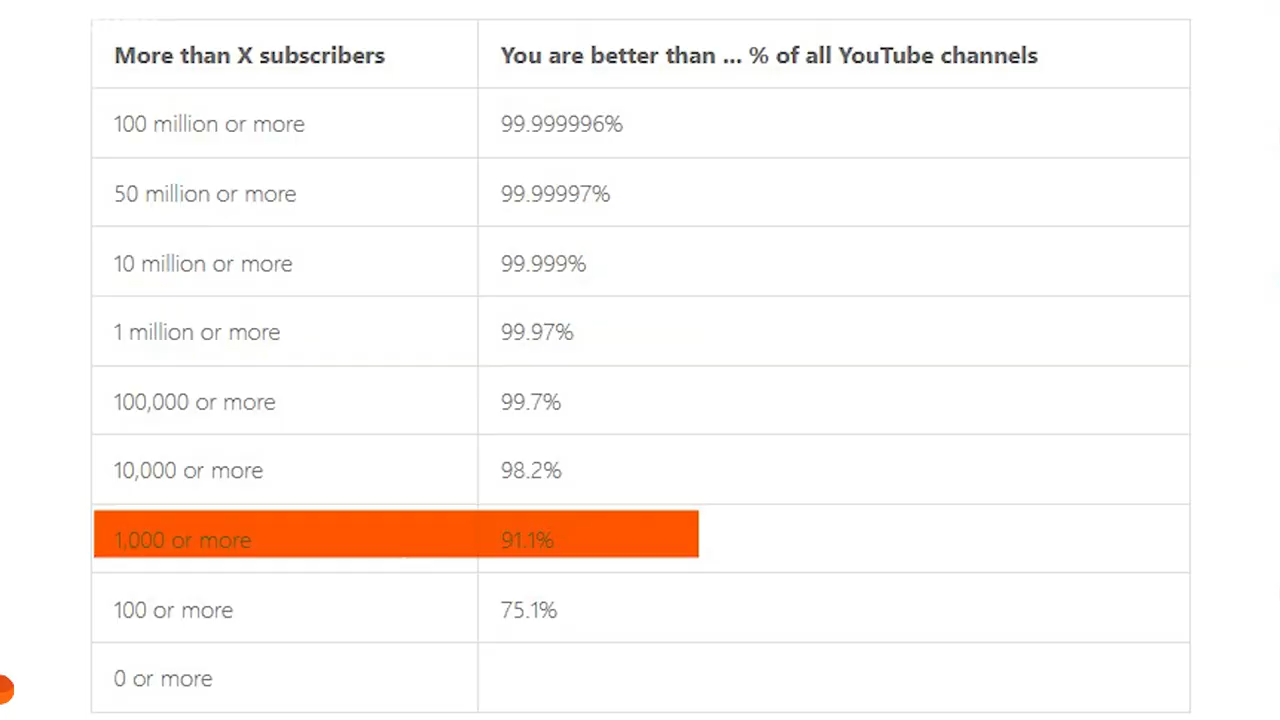 More than X subscribers You are better than ... % of all YouTube channels
100 million or more 99.999996%
50 million or more 99.99997%
10 million or more 99.999%
1 million or more 99.97%
100,000 or more 99.7%
10,000 or more 98.2%
1,000 or more 91.1%
100 or more 75.1%
0 or more